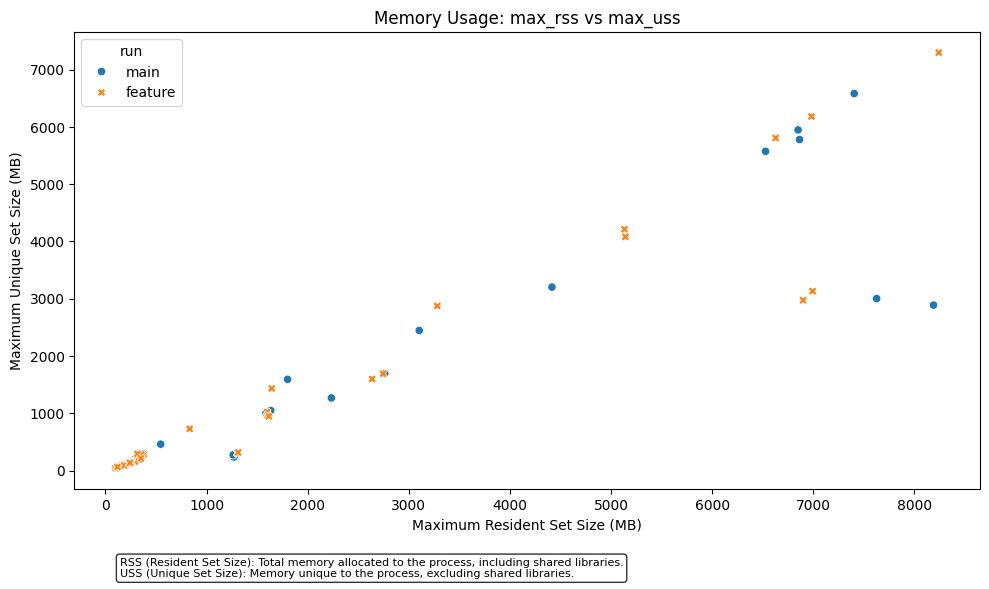 Memory Usage: max_rss vs max_uss
run
main
feature
Maximum Unique Set Size (MB)
7000
6000
5000
4000
3000
2000
1000
0
0 1000 2000 3000 4000 5000 6000 7000 8000
Maximum Resident Set Size (MB)
RSS (Resident Set Size): Total memory allocated to the process, including shared libraries.
USS (Unique Set Size): Memory unique to the process, excluding shared libraries.